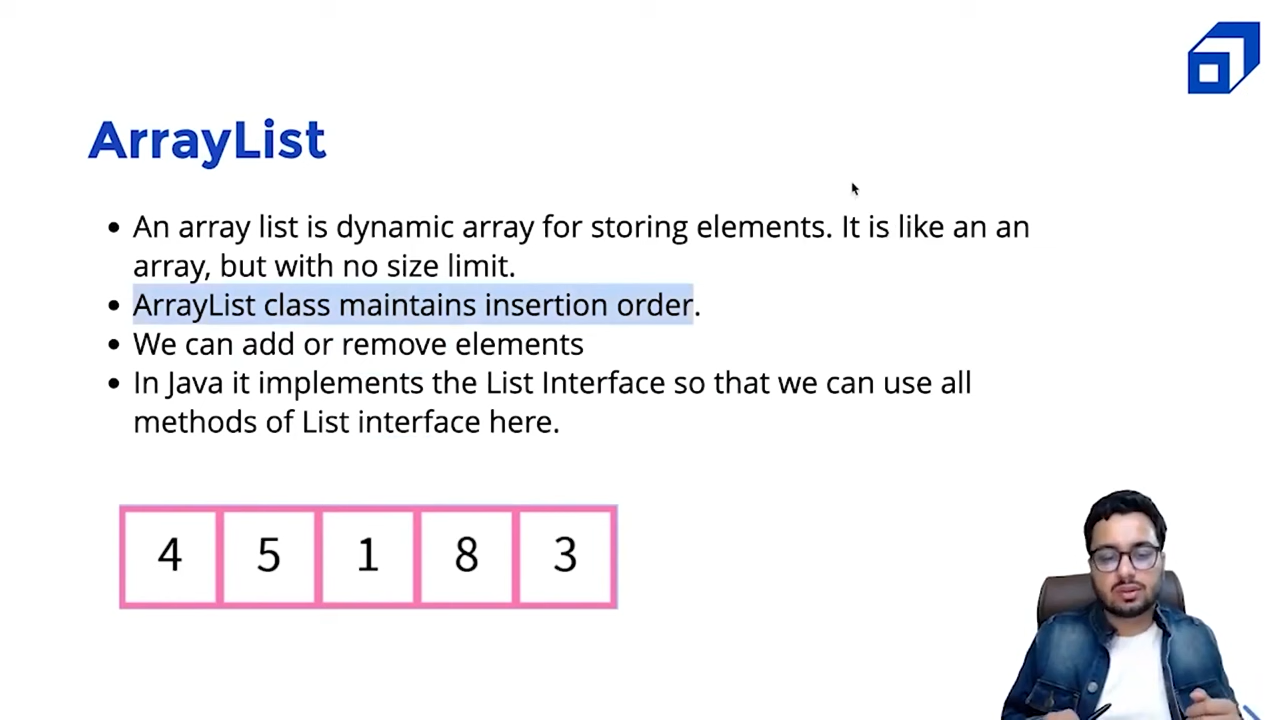 ArrayList
• An array list is dynamic array for storing elements. It is like an an
array, but with no size limit.
• ArrayList class maintains insertion order.
• We can add or remove elements
• In Java it implements the List Interface so that we can use all
methods of List interface here.
4 5 1 8 3